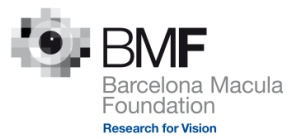 BMF
Barcelona Macula
Foundation
Research for Vision